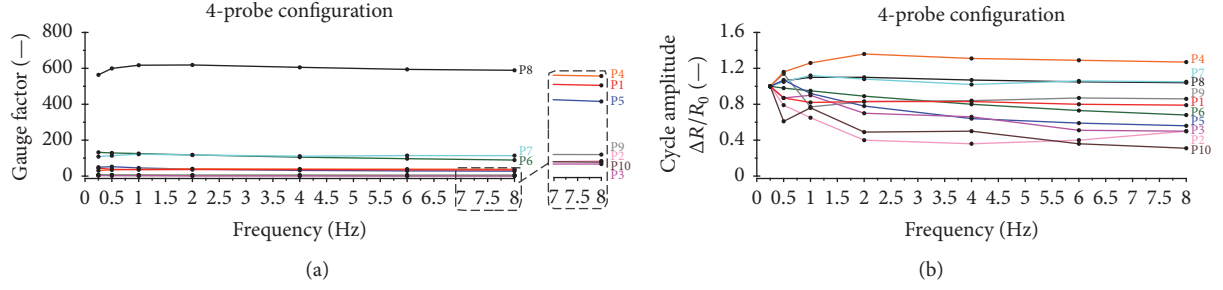 4-probe configuration
800
600
400
200
0
Gauge factor (—)
P8
P7
P6
0 0.5 1 1.5 2 2.5 3 3.5 4 4.5 5 5.5 6 6.5 7 7.5 8
Frequency (Hz)
P4
P1
P5
P9
P2
P10
P3
7 7.5 8
(a)
4-probe configuration
1.6
1.2
0.8
0.4
0
Cycle amplitude
ΔR/R0 (—)
P4
P7
P8
P9
P1
P6
P5
P3
P2
P10
0 0.5 1 1.5 2 2.5 3 3.5 4 4.5 5 5.5 6 6.5 7 7.5 8
Frequency (Hz)
(b)